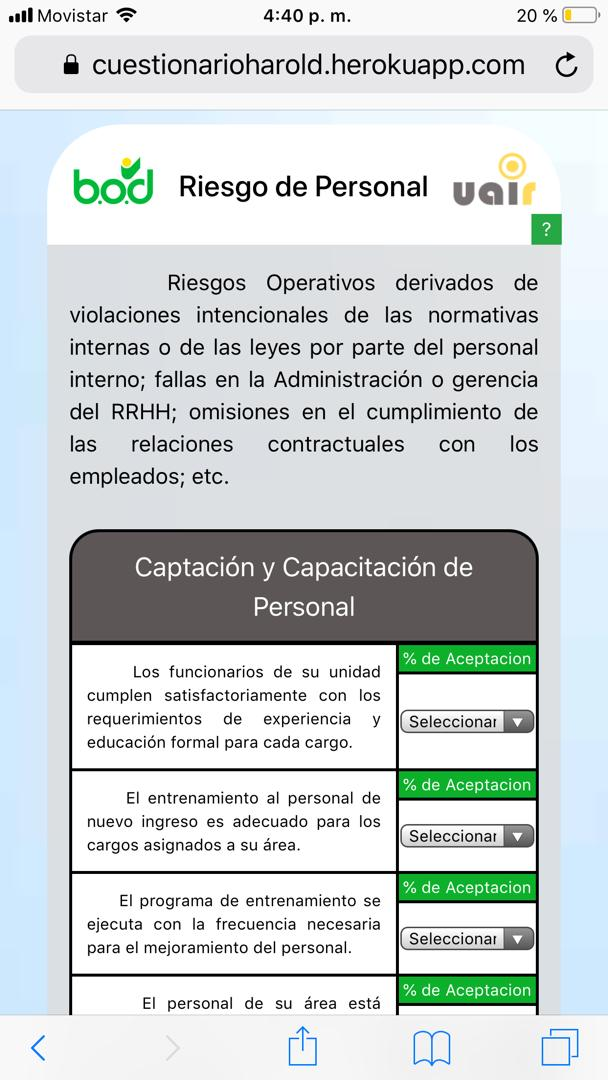 Movistar 4:40 p. m. 20 %
cuestionarioharold.herokuapp.com
b.o.d Riesgo de Personal uair
?
Riesgos Operativos derivados de
violaciones intencionales de las normativas
internas o de las leyes por parte del personal
interno; fallas en la Administración o gerencia
del RRHH; omisiones en el cumplimiento de
las relaciones contractuales con los
empleados; etc.
Captación y Capacitación de
Personal
% de Aceptacion
Los funcionarios de su unidad
cumplen satisfactoriamente con los
requerimientos de experiencia y
educación formal para cada cargo.
Seleccionar
% de Aceptacion
El entrenamiento al personal de
nuevo ingreso es adecuado para los
cargos asignados a su área.
Seleccionar
% de Aceptacion
El programa de entrenamiento se
ejecuta con la frecuencia necesaria
para el mejoramiento del personal.
Seleccionar
% de Aceptacion
El personal de su área está